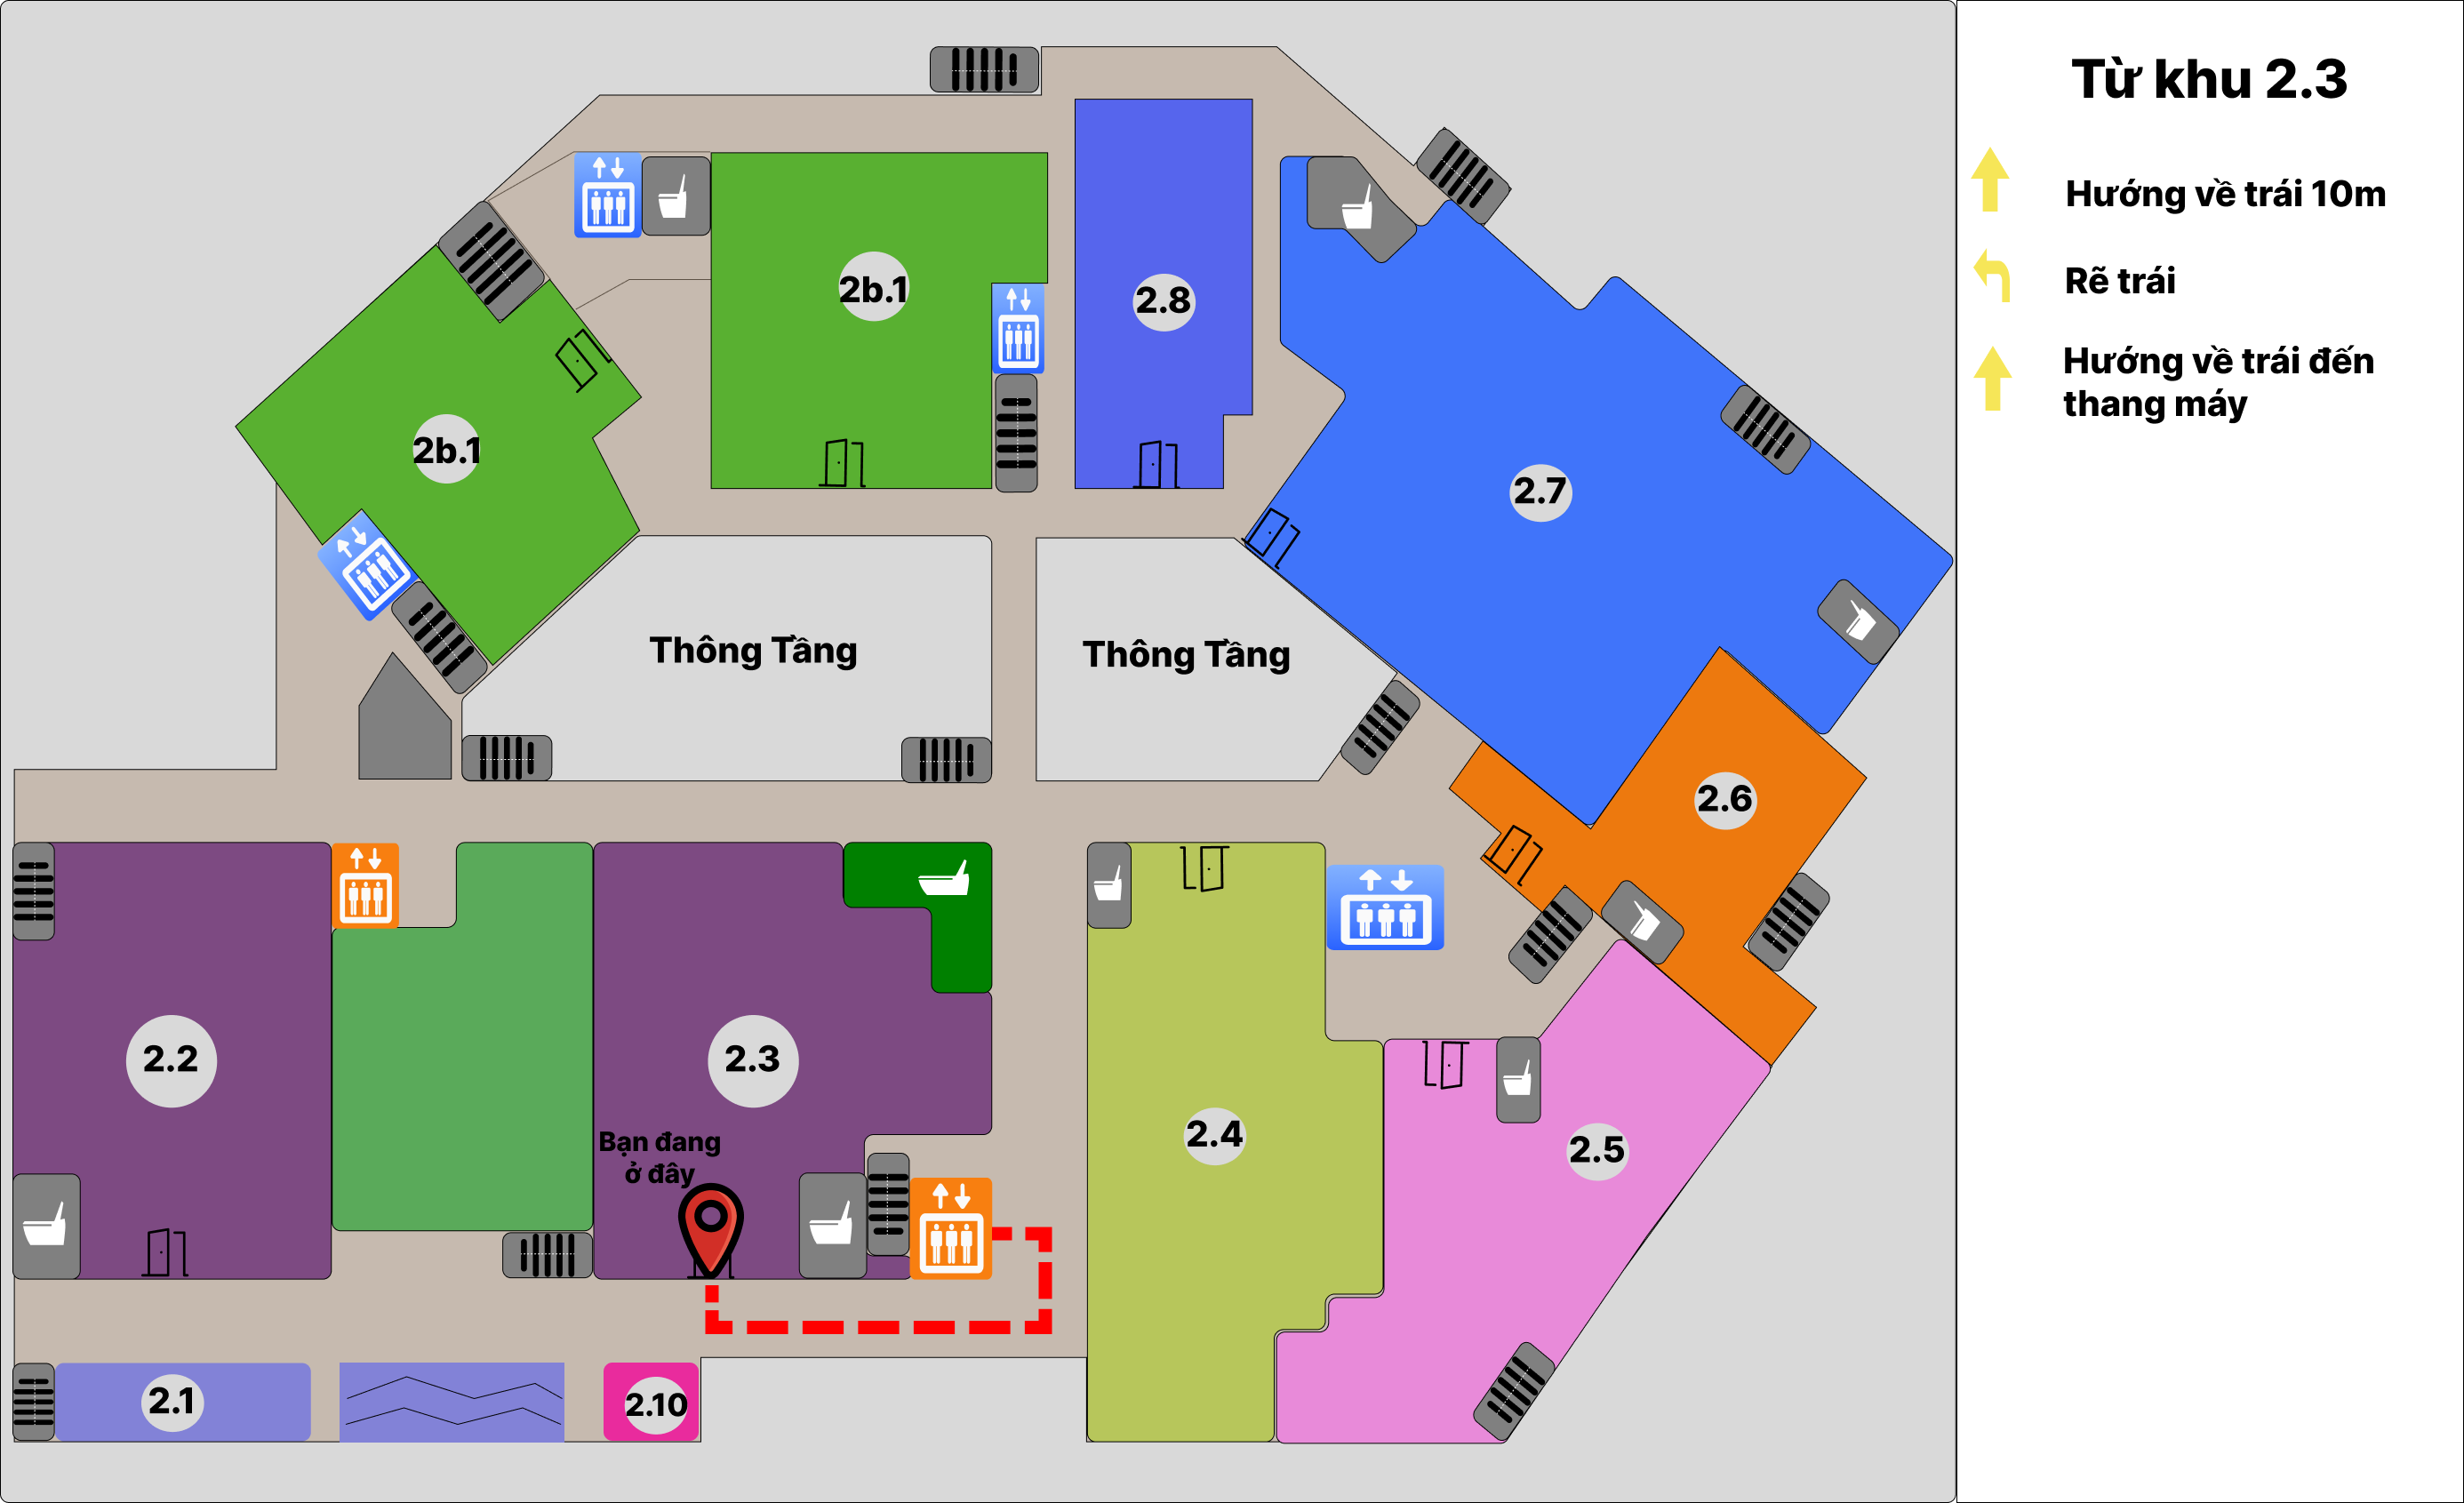 Từ khu 2.3
Hướng về trái 10m
Rẽ trái
Hướng về trái đến
thang máy
2b.1
2.8
2b.1
2.7
Thông Tầng
Thông Tầng
2.6
2.2
2.3
2.4
2.5
Bạn đang
ở đây
2.1
2.10